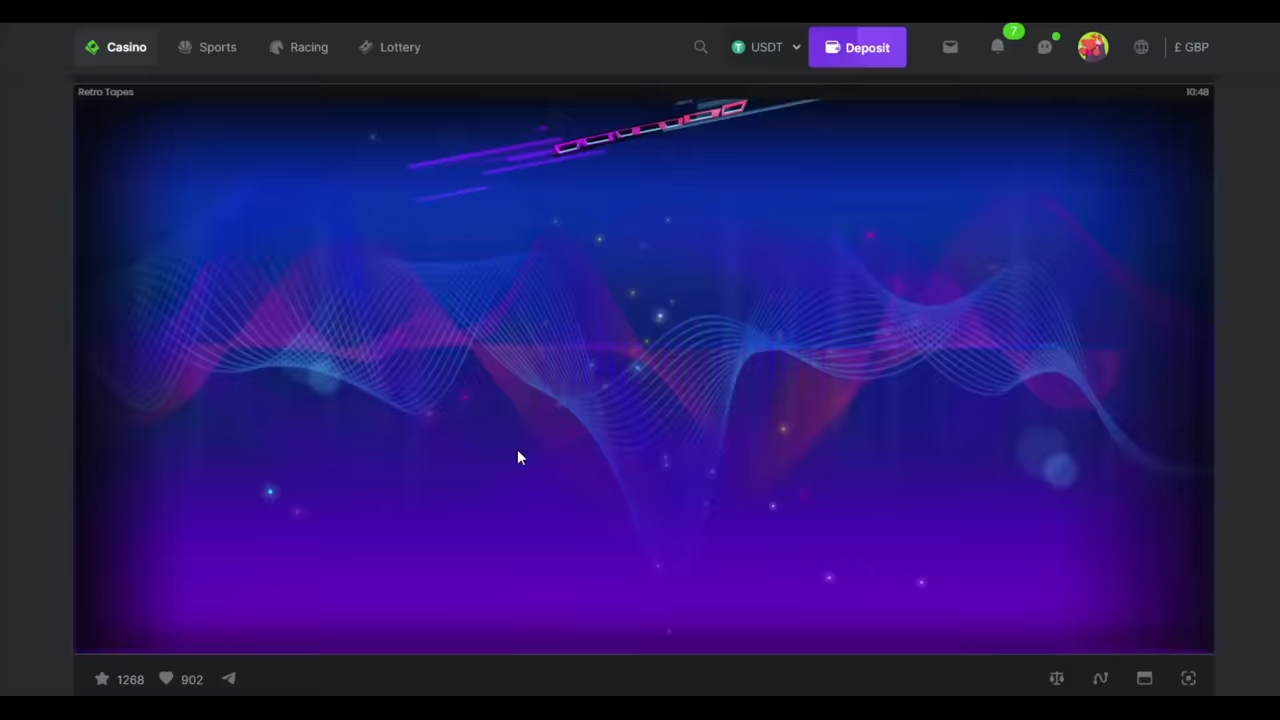 Casino Sports Racing Lottery USDT Deposit 7 £ GBP
Retro Tapes 10:48
1268 902